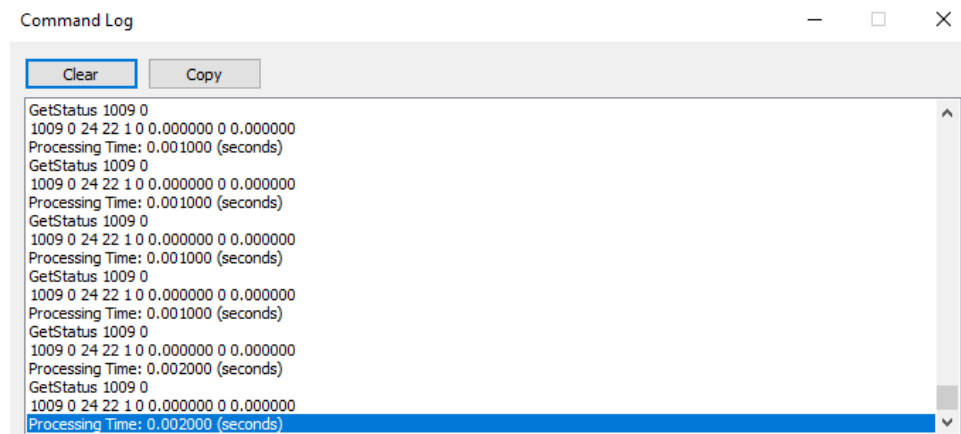 Command Log
Clear Copy
GetStatus 1009 0
1009 0 24 22 1 0 0.000000 0 0.000000
Processing Time: 0.001000 (seconds)
GetStatus 1009 0
1009 0 24 22 1 0 0.000000 0 0.000000
Processing Time: 0.001000 (seconds)
GetStatus 1009 0
1009 0 24 22 1 0 0.000000 0 0.000000
Processing Time: 0.001000 (seconds)
GetStatus 1009 0
1009 0 24 22 1 0 0.000000 0 0.000000
Processing Time: 0.001000 (seconds)
GetStatus 1009 0
1009 0 24 22 1 0 0.000000 0 0.000000
Processing Time: 0.002000 (seconds)
GetStatus 1009 0
1009 0 24 22 1 0 0.000000 0 0.000000
Processing Time: 0.002000 (seconds)